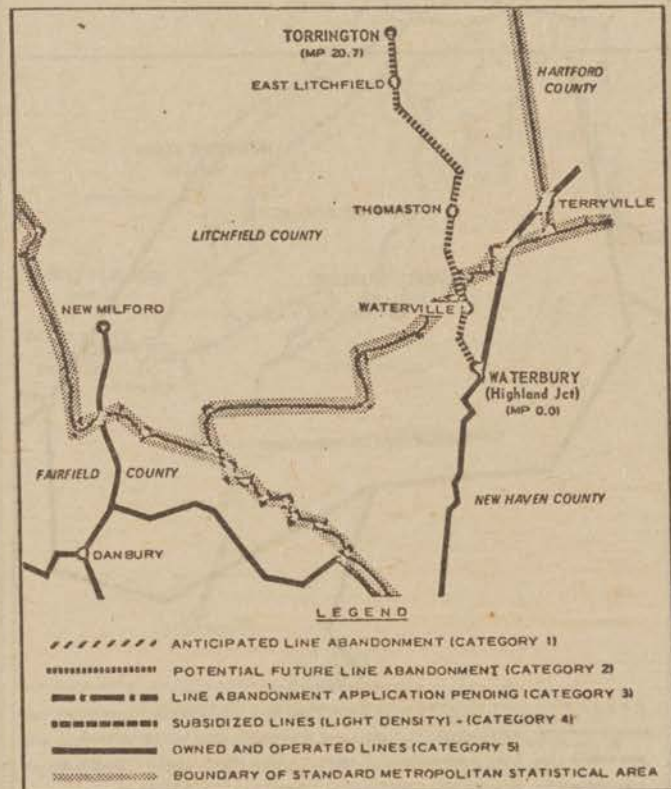 TORRINGTON
(MP 20.7)
HARTFORD
COUNTY
EAST LITCHFIELD
THOMASTON
TERRYVILLE
LITCHFIELD COUNTY
WATERVILLE
NEW MILFORD
WATERBURY
(Highland Jct)
(MP 0.0)
FAIRFIELD COUNTY
NEW HAVEN COUNTY
DANBURY
LEGEND
ANTICIPATED LINE ABANDONMENT (CATEGORY 1)
POTENTIAL FUTURE LINE ABANDONMENT (CATEGORY 2)
LINE ABANDONMENT APPLICATION PENDING (CATEGORY 3)
SUBSIDIZED LINES (LIGHT DENSITY) - (CATEGORY 4)
OWNED AND OPERATED LINES (CATEGORY 5)
BOUNDARY OF STANDARD METROPOLITAN STATISTICAL AREA